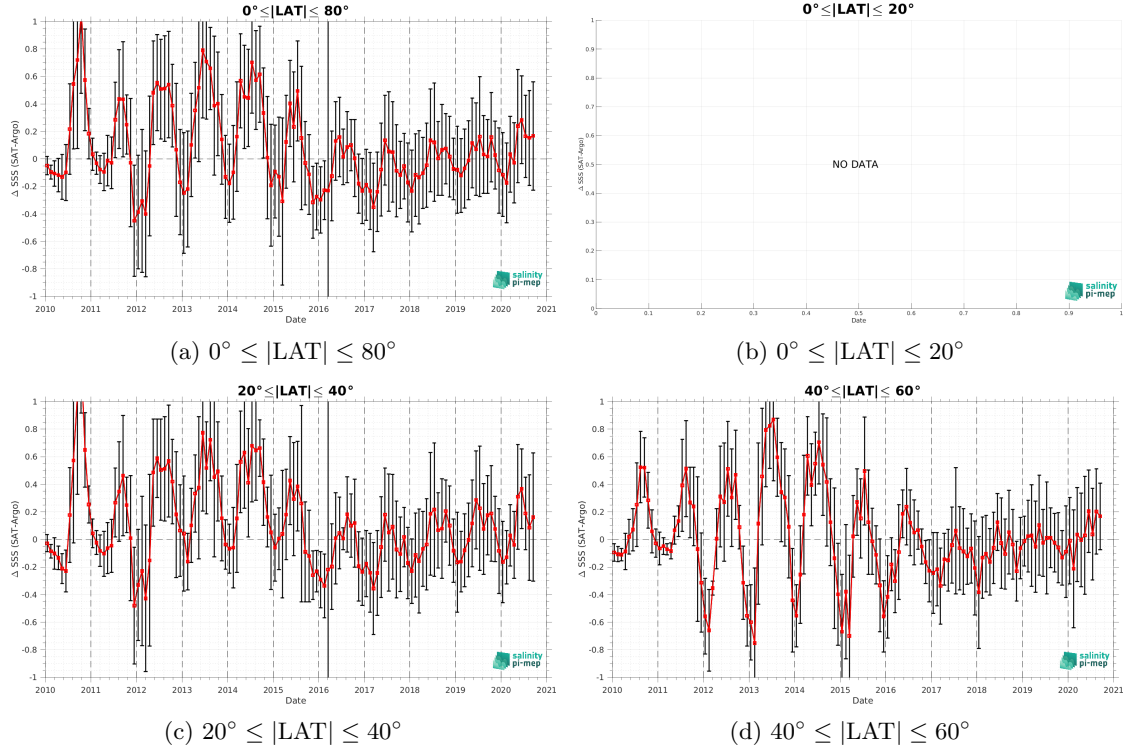 0°≤|LAT|≤ 80°
1
0.8
0.6
0.4
0.2
0
-0.2
-0.4
-0.6
-0.8
-1
Δ SSS (SAT-Argo)
2010 2011 2012 2013 2014 2015 2016 2017 2018 2019 2020 2021
Date
salinity
pi-mep
(a) 0° ≤ |LAT| ≤ 80°
0°≤|LAT|≤ 20°
1
0.9
0.8
0.7
0.6
0.5
0.4
0.3
0.2
0.1
0
Δ SSS (SAT-Argo)
NO DATA
0 0.1 0.2 0.3 0.4 0.5 0.6 0.7 0.8 0.9 1
Date
salinity
pi-mep
(b) 0° ≤ |LAT| ≤ 20°
20°≤|LAT|≤ 40°
1
0.8
0.6
0.4
0.2
0
-0.2
-0.4
-0.6
-0.8
-1
Δ SSS (SAT-Argo)
2010 2011 2012 2013 2014 2015 2016 2017 2018 2019 2020 2021
Date
salinity
pi-mep
(c) 20° ≤ |LAT| ≤ 40°
40°≤|LAT|≤ 60°
1
0.8
0.6
0.4
0.2
0
-0.2
-0.4
-0.6
-0.8
-1
Δ SSS (SAT-Argo)
2010 2011 2012 2013 2014 2015 2016 2017 2018 2019 2020 2021
Date
salinity
pi-mep
(d) 40° ≤ |LAT| ≤ 60°